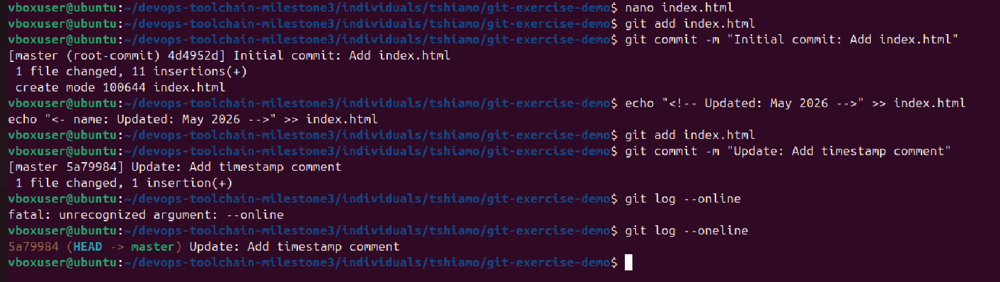 vboxuser@ubuntu:~/devops-toolchain-milestone3/individuals/tshiamo/git-exercise-demo$ nano index.html
vboxuser@ubuntu:~/devops-toolchain-milestone3/individuals/tshiamo/git-exercise-demo$ git add index.html
vboxuser@ubuntu:~/devops-toolchain-milestone3/individuals/tshiamo/git-exercise-demo$ git commit -m "Initial commit: Add index.html"
[master (root-commit) 4d4952d] Initial commit: Add index.html
 1 file changed, 11 insertions(+)
 create mode 100644 index.html
vboxuser@ubuntu:~/devops-toolchain-milestone3/individuals/tshiamo/git-exercise-demo$ echo "<!-- Updated: May 2026 -->" >> index.html
echo "<- name: Updated: May 2026 -->" >> index.html
vboxuser@ubuntu:~/devops-toolchain-milestone3/individuals/tshiamo/git-exercise-demo$ git add index.html
vboxuser@ubuntu:~/devops-toolchain-milestone3/individuals/tshiamo/git-exercise-demo$ git commit -m "Update: Add timestamp comment"
[master 5a79984] Update: Add timestamp comment
 1 file changed, 1 insertion(+)
vboxuser@ubuntu:~/devops-toolchain-milestone3/individuals/tshiamo/git-exercise-demo$ git log --online
fatal: unrecognized argument: --online
vboxuser@ubuntu:~/devops-toolchain-milestone3/individuals/tshiamo/git-exercise-demo$ git log --oneline
5a79984 (HEAD -> master) Update: Add timestamp comment
vboxuser@ubuntu:~/devops-toolchain-milestone3/individuals/tshiamo/git-exercise-demo$